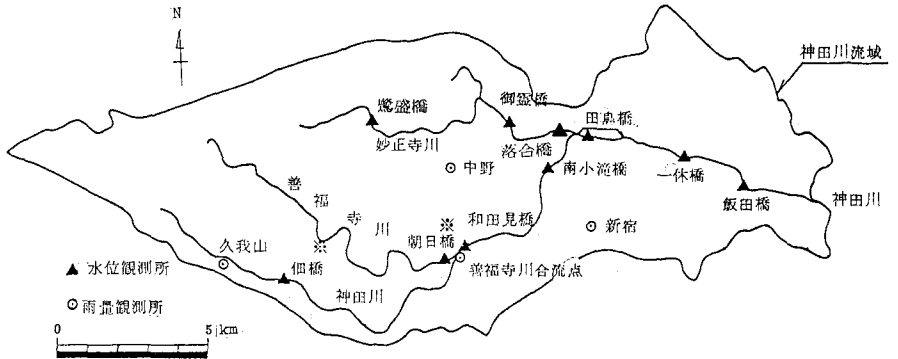 N
神田川流域
鷺盛橋
御霊橋
田島橋
妙正寺川
落合橋
中野
南小滝橋
一休橋
飯田橋
神田川
善福寺川
※
和田見橋
新宿
朝日橋
※
久我山
佃橋
善福寺川合流点
神田川
▲ 水位観測所
⊙ 雨量観測所
0 5 km